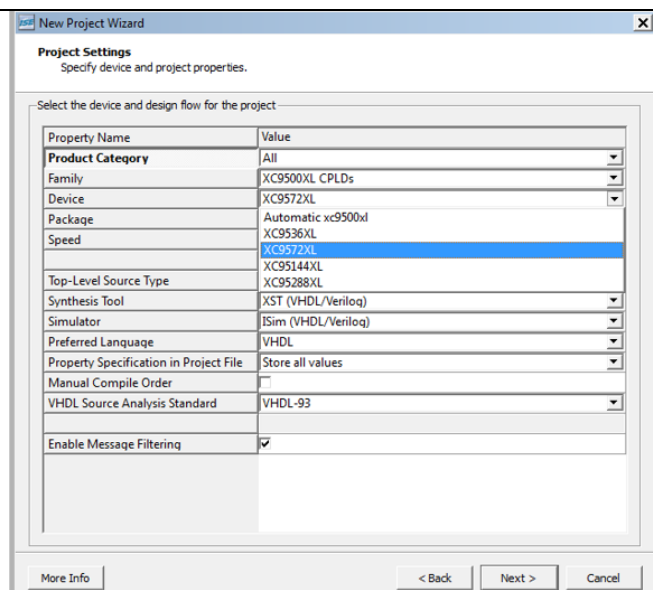 ISE New Project Wizard
Project Settings
Specify device and project properties.
Select the device and design flow for the project
Property Name Value
Product Category All
Family XC9500XL CPLDs
Device XC9572XL
Package Automatic xc9500xl
XC9536XL
Speed
XC9572XL
XC95144XL
Top-Level Source Type XC95288XL
Synthesis Tool XST (VHDL/Verilog)
Simulator ISim (VHDL/Verilog)
Preferred Language VHDL
Property Specification in Project File Store all values
Manual Compile Order
VHDL Source Analysis Standard VHDL-93
Enable Message Filtering
More Info < Back Next > Cancel